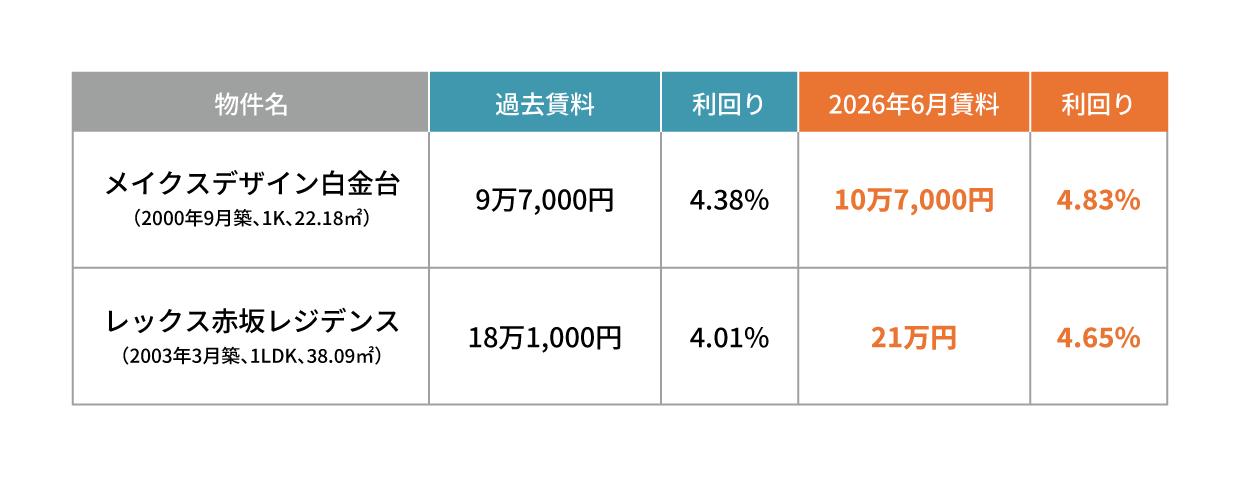 物件名
過去賃料
利回り
2026年6月賃料
利回り
メイクスデザイン白金台
（2000年9月築、1K、22.18㎡）
9万7,000円
4.38%
10万7,000円
4.83%
レックス赤坂レジデンス
（2003年3月築、1LDK、38.09㎡）
18万1,000円
4.01%
21万円
4.65%